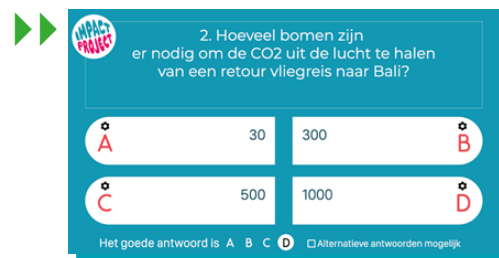 IMPACT
PROJECT
2. Hoeveel bomen zijn
er nodig om de CO2 uit de lucht te halen
van een retour vliegreis naar Bali?
A 30
300 B
C 500
1000 D
Het goede antwoord is A B C D Alternatieve antwoorden mogelijk